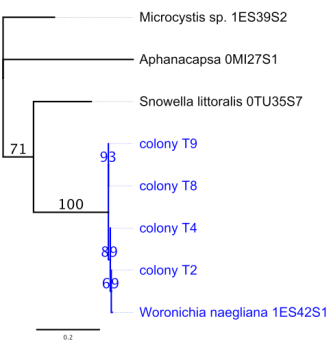 Microcystis sp. 1ES39S2
Aphanacapsa 0MI27S1
Snowella littoralis 0TU35S7
colony T9
93
71
colony T8
100
colony T4
89
colony T2
69
Woronichia naegliana 1ES42S1
0.2